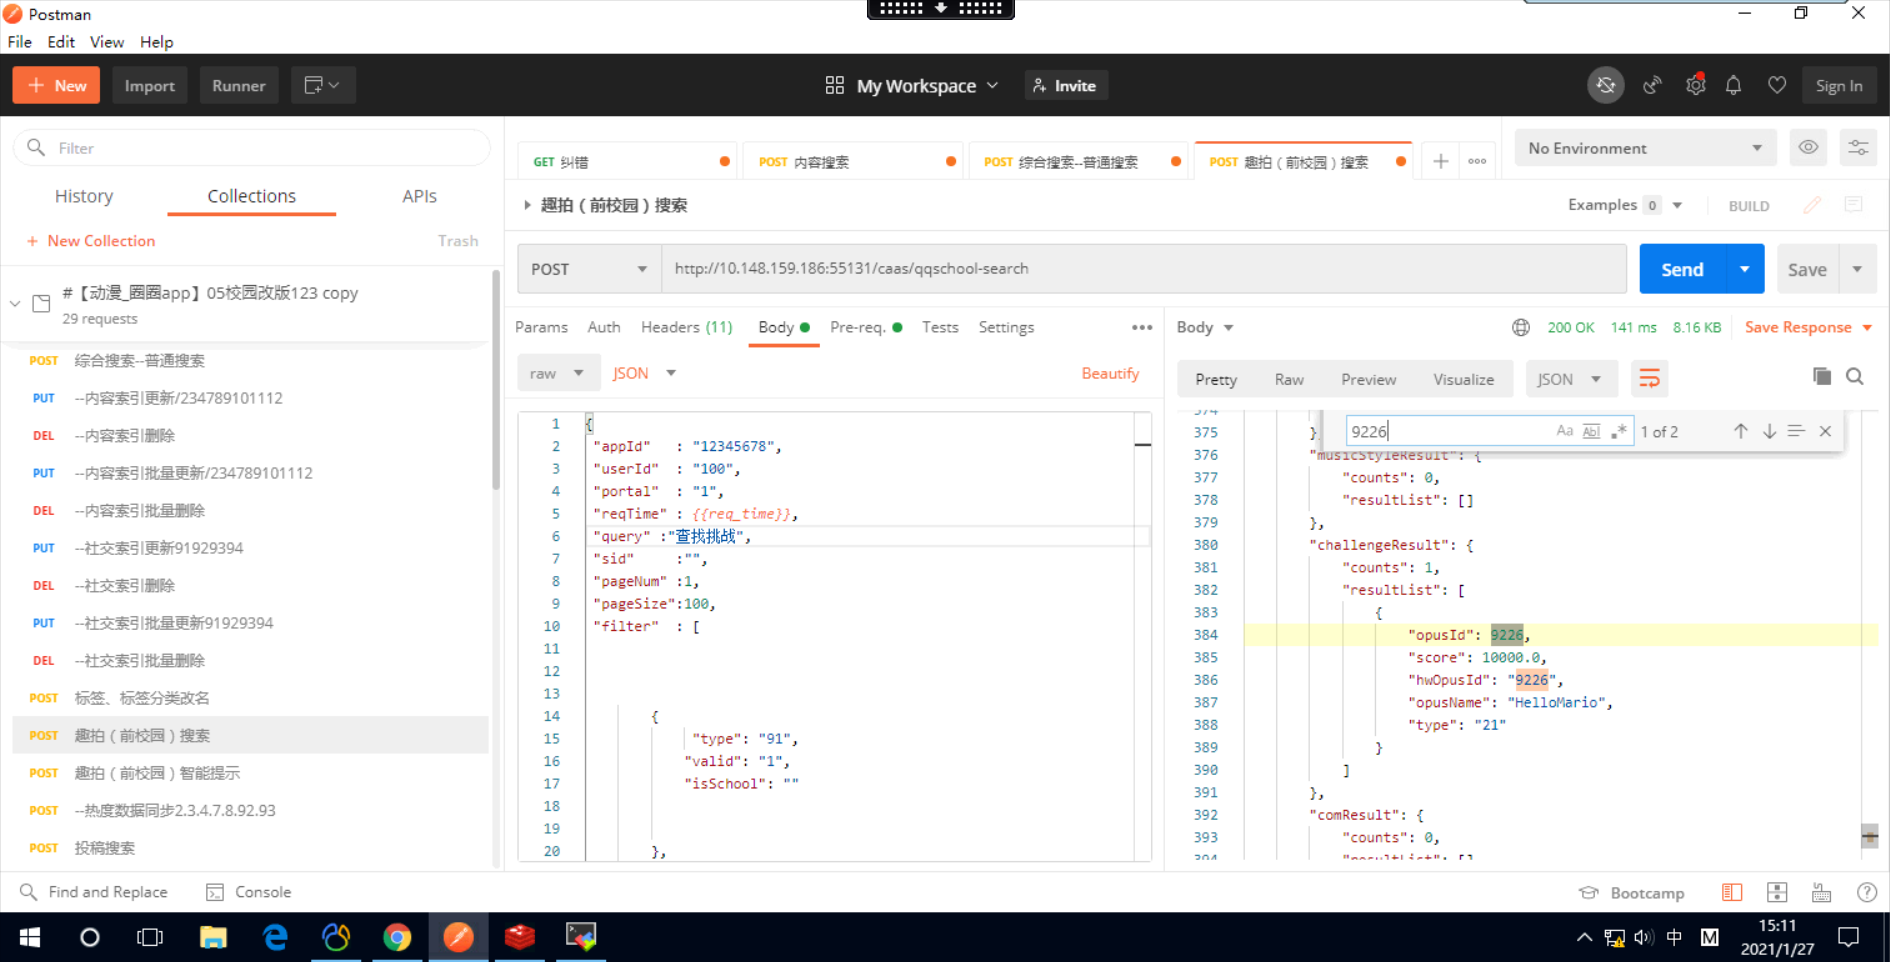 Postman
File Edit View Help
+ New Import Runner
My Workspace
Invite
Sign In
Filter
History Collections APIs
+ New Collection Trash
#【动漫_圈圈app】05校园改版123 copy
29 requests
POST 综合搜索--普通搜索
PUT --内容索引更新/234789101112
DEL --内容索引删除
PUT --内容索引批量更新/234789101112
DEL --内容索引批量删除
PUT --社交索引更新91929394
DEL --社交索引删除
PUT --社交索引批量更新91929394
DEL --社交索引批量删除
POST 标签、标签分类改名
POST 趣拍（前校园）搜索
POST 趣拍（前校园）智能提示
POST --热度数据同步2.3.4.7.8.92.93
POST 投稿搜索
GET 纠错
POST 内容搜索
POST 综合搜索--普通搜索
POST 趣拍（前校园）搜索
No Environment
趣拍（前校园）搜索
Examples 0 BUILD
POST http://10.148.159.186:55131/caas/qqschool-search
Send Save
Params Auth Headers (11) Body Pre-req. Tests Settings
raw JSON Beautify
1 {
2 "appId" : "12345678",
3 "userId" : "100",
4 "portal" : "1",
5 "reqTime" : {{req_time}},
6 "query" :"查找挑战",
7 "sid" :"",
8 "pageNum" :1,
9 "pageSize":100,
10 "filter" : [
11
12
13
14 {
15 "type": "91",
16 "valid": "1",
17 "isSchool": ""
18
19
20 },
Body 200 OK 141 ms 8.16 KB Save Response
Pretty Raw Preview Visualize JSON
9226 Aa Abl .* 1 of 2
374
375 },
376 "musicStyleResult": {
377 "counts": 0,
378 "resultList": []
379 },
380 "challengeResult": {
381 "counts": 1,
382 "resultList": [
383 {
384 "opusId": 9226,
385 "score": 10000.0,
386 "hwOpusId": "9226",
387 "opusName": "HelloMario",
388 "type": "21"
389 }
390 ]
391 },
392 "comResult": {
393 "counts": 0,
394 "resultList": []
Find and Replace Console
Bootcamp
中 M
15:11
2021/1/27